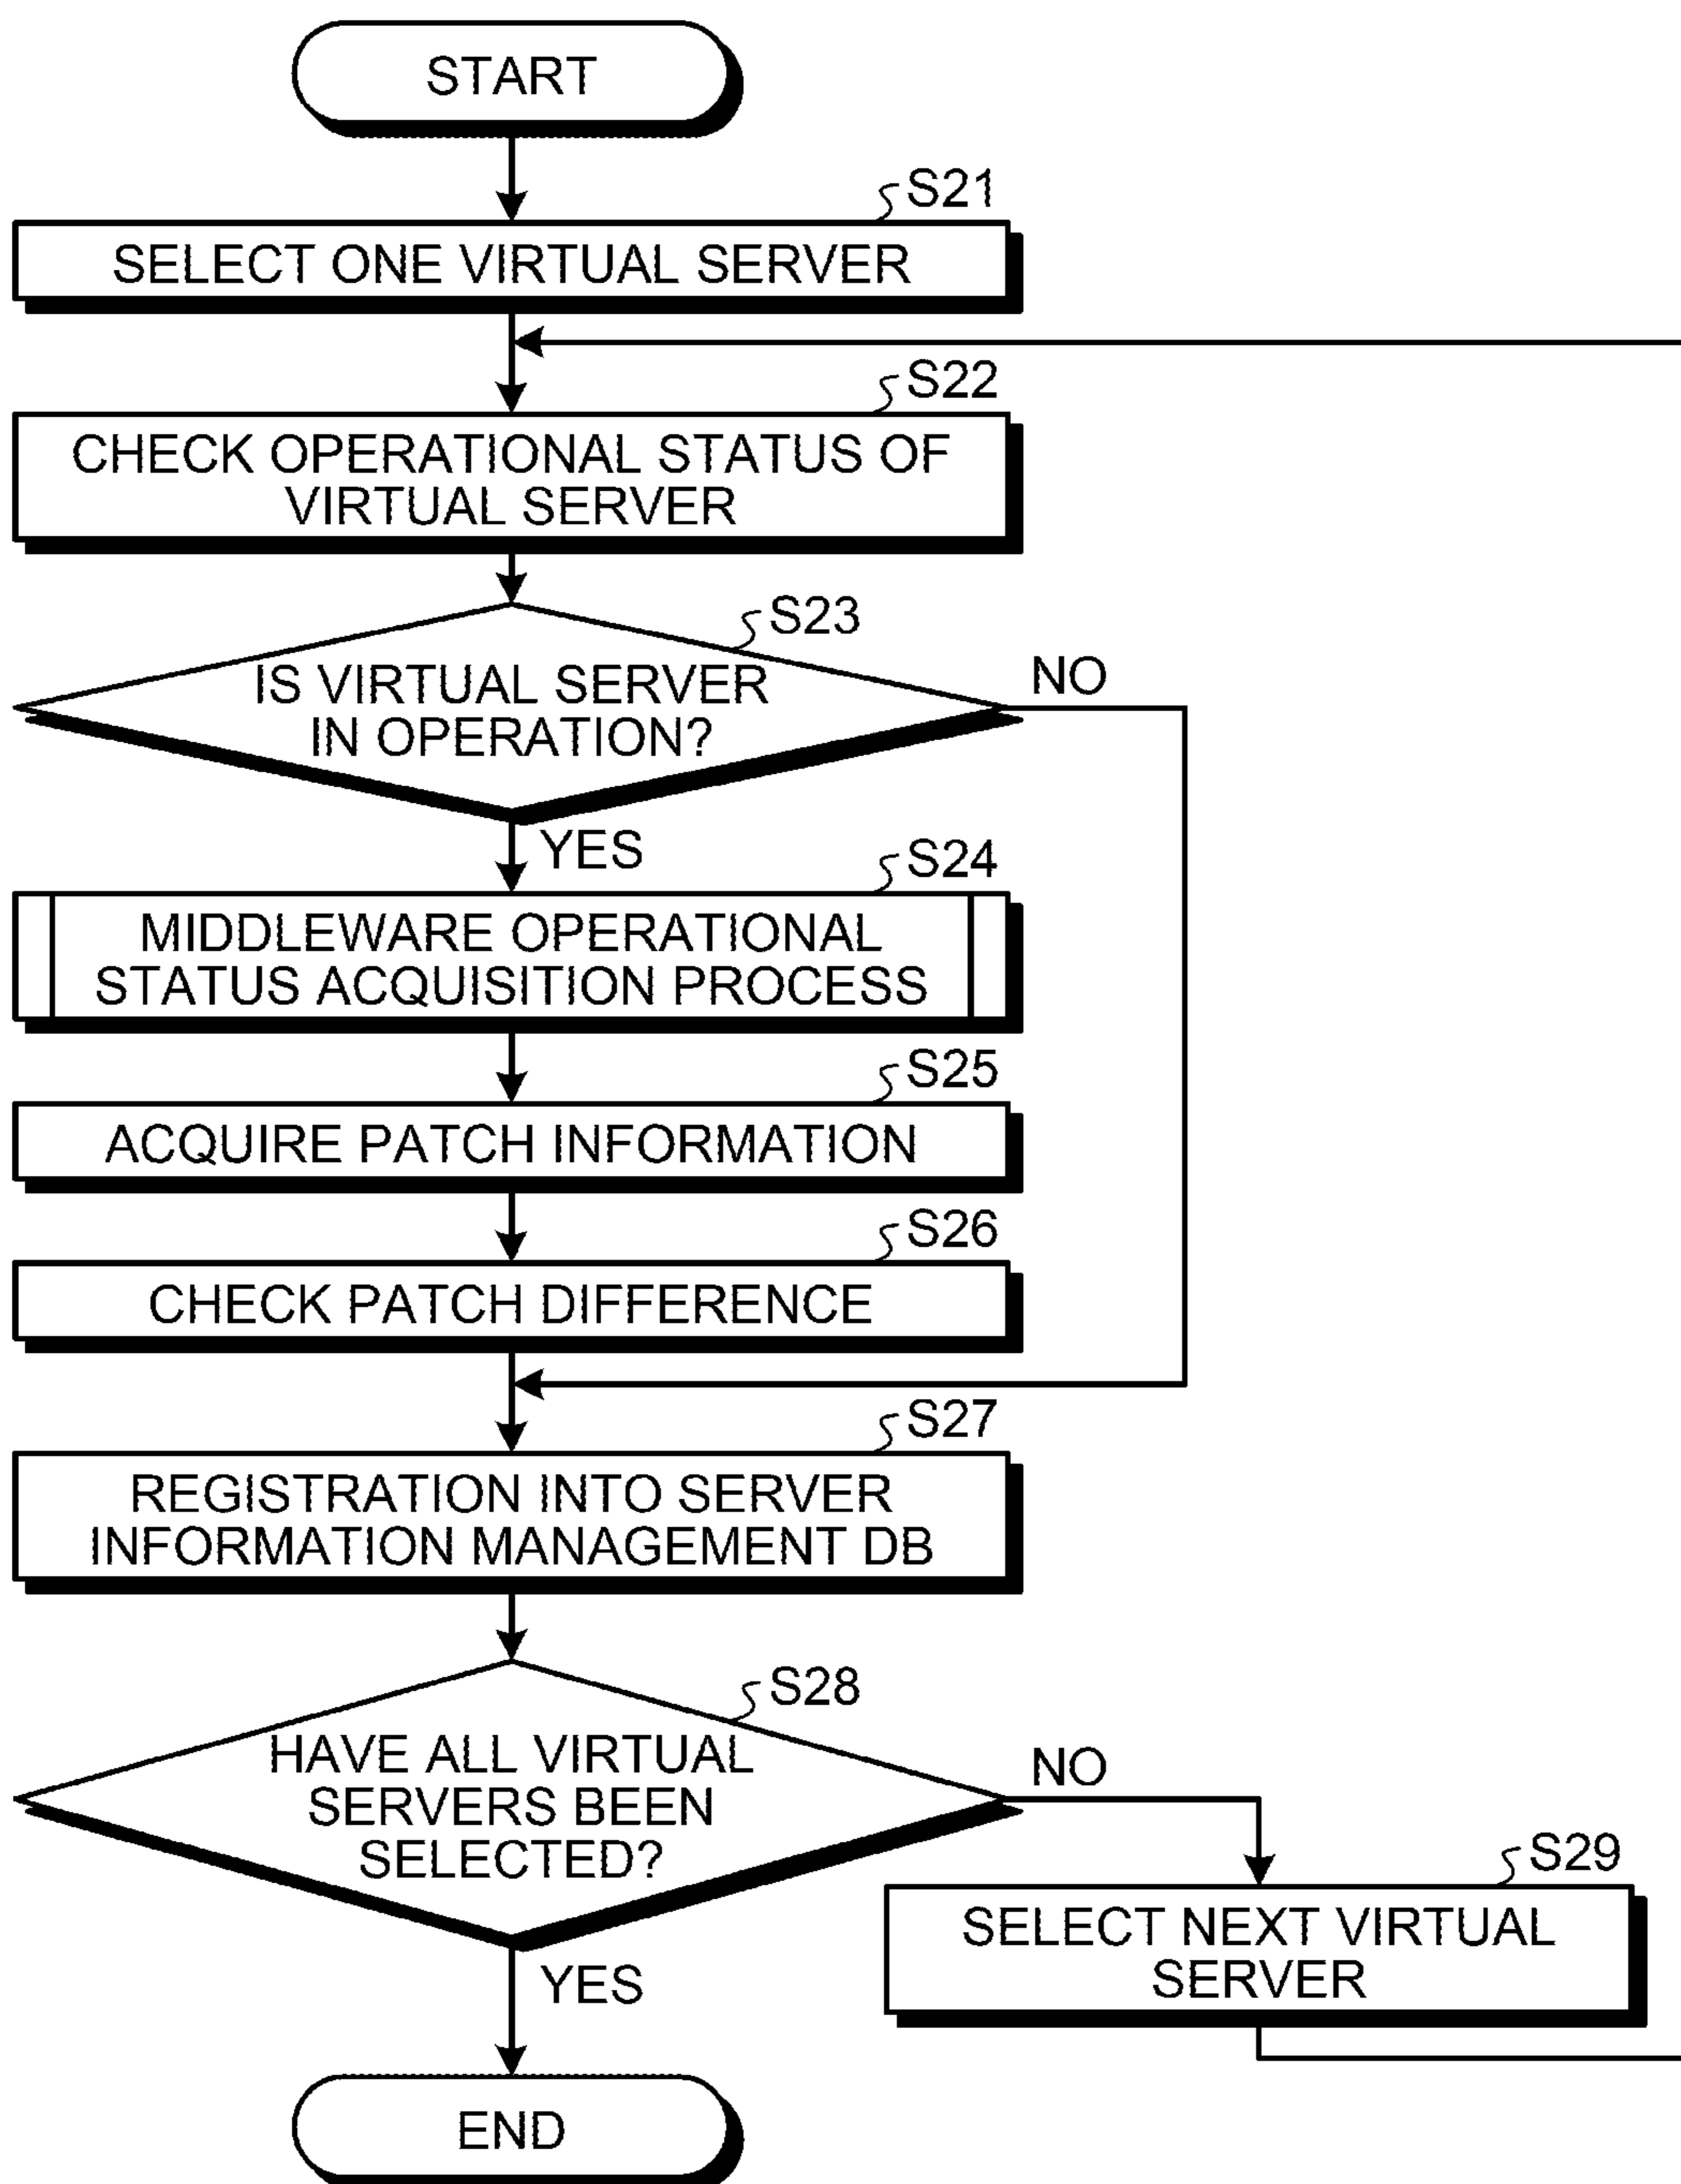 START
S21
SELECT ONE VIRTUAL SERVER
S22
CHECK OPERATIONAL STATUS OF
VIRTUAL SERVER
S23
IS VIRTUAL SERVER
IN OPERATION?
NO
YES
S24
MIDDLEWARE OPERATIONAL
STATUS ACQUISITION PROCESS
S25
ACQUIRE PATCH INFORMATION
S26
CHECK PATCH DIFFERENCE
S27
REGISTRATION INTO SERVER
INFORMATION MANAGEMENT DB
S28
HAVE ALL VIRTUAL
SERVERS BEEN
SELECTED?
NO
S29
SELECT NEXT VIRTUAL
SERVER
YES
END